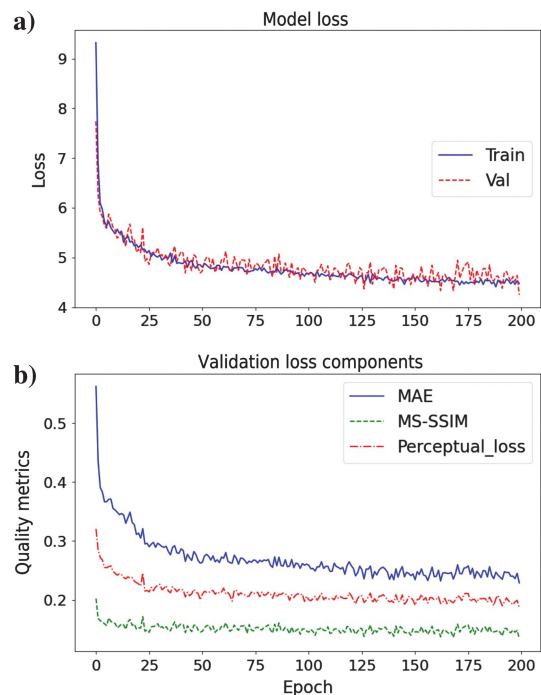 a)
Model loss
9
8
7
6
5
4
Loss
Train
Val
0 25 50 75 100 125 150 175 200
b)
Validation loss components
0.5
0.4
0.3
0.2
Quality metrics
MAE
MS-SSIM
Perceptual_loss
0 25 50 75 100 125 150 175 200
Epoch